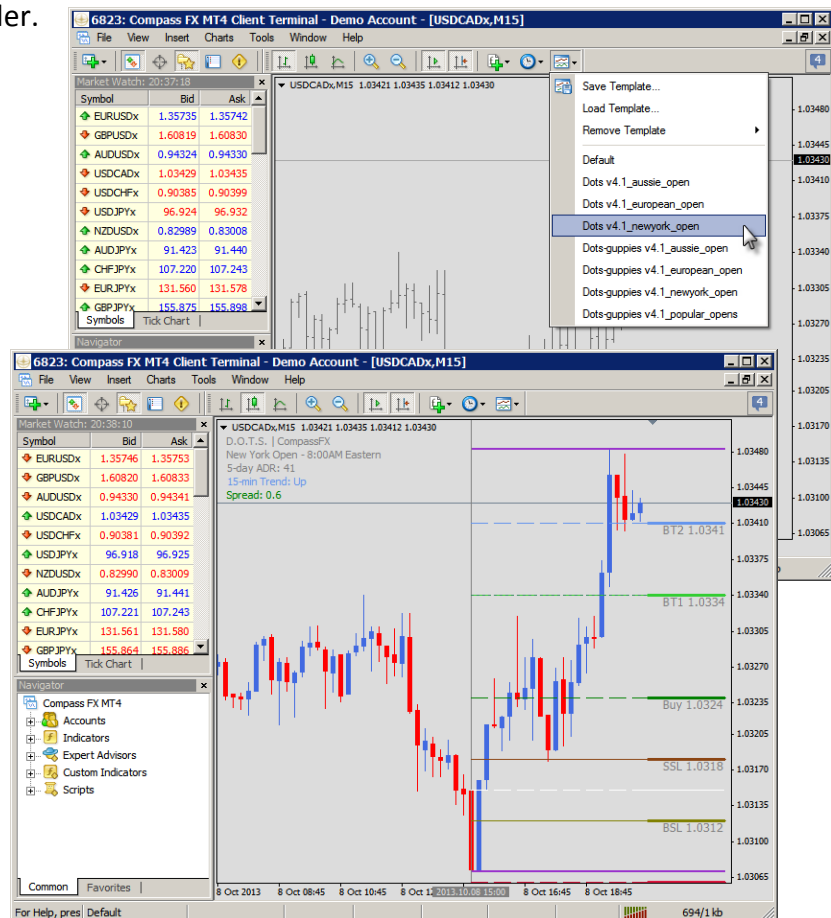 der.
6823: Compass FX MT4 Client Terminal - Demo Account - [USDCADx,M15]
File View Insert Charts Tools Window Help
4
Market Watch: 20:37:18
Symbol Bid Ask
EURUSDx 1.35735 1.35742
GBPUSDx 1.60819 1.60830
AUDUSDx 0.94324 0.94330
USDCADx 1.03429 1.03435
USDCHFx 0.90385 0.90399
USDJPYx 96.924 96.932
NZDUSDx 0.82989 0.83008
AUDJPYx 91.423 91.440
CHFJPYx 107.220 107.243
EURJPYx 131.560 131.578
GBPJPYx 155.875 155.898
Symbols Tick Chart
Navigator
USDCADx,M15 1.03421 1.03435 1.03412 1.03430
Save Template...
Load Template...
Remove Template
Default
Dots v4.1_aussie_open
Dots v4.1_european_open
Dots v4.1_newyork_open
Dots-guppies v4.1_aussie_open
Dots-guppies v4.1_european_open
Dots-guppies v4.1_newyork_open
Dots-guppies v4.1_popular_opens
1.03480
1.03445
1.03430
1.03410
1.03375
1.03340
1.03305
1.03270
1.03235
1.03205
1.03170
1.03135
1.03100
1.03065
6823: Compass FX MT4 Client Terminal - Demo Account - [USDCADx,M15]
File View Insert Charts Tools Window Help
4
Market Watch: 20:38:10
Symbol Bid Ask
EURUSDx 1.35746 1.35753
GBPUSDx 1.60820 1.60833
AUDUSDx 0.94330 0.94341
USDCADx 1.03429 1.03435
USDCHFx 0.90381 0.90392
USDJPYx 96.918 96.925
NZDUSDx 0.82990 0.83009
AUDJPYx 91.426 91.441
CHFJPYx 107.221 107.243
EURJPYx 131.561 131.580
GBPJPYx 155.864 155.886
Symbols Tick Chart
Navigator
Compass FX MT4
Accounts
Indicators
Expert Advisors
Custom Indicators
Scripts
Common Favorites
USDCADx,M15 1.03421 1.03435 1.03412 1.03430
D.O.T.S. | CompassFX
New York Open - 8:00AM Eastern
5-day ADR: 41
15-min Trend: Up
Spread: 0.6
BT2 1.0341
BT1 1.0334
Buy 1.0324
SSL 1.0318
BSL 1.0312
1.03480
1.03445
1.03430
1.03410
1.03375
1.03340
1.03305
1.03270
1.03235
1.03205
1.03170
1.03135
1.03100
1.03065
8 Oct 2013 8 Oct 08:45 8 Oct 10:45 8 Oct 12 2013.10.08 15:00 8 Oct 16:45 8 Oct 18:45
For Help, pres Default 694/1 kb